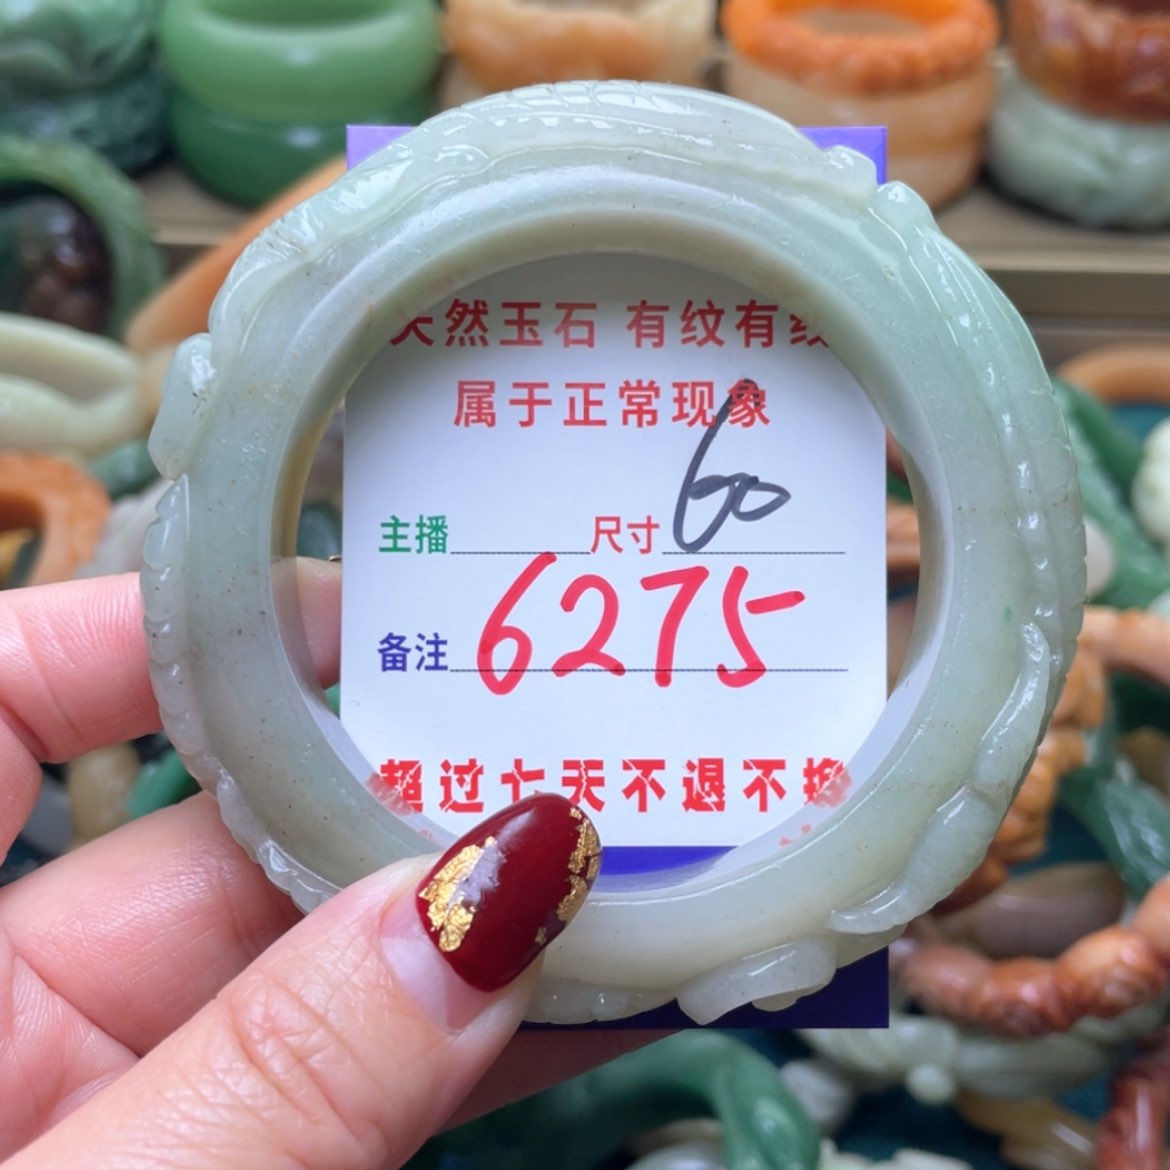 天然玉石 有纹有线
属于正常现象
主播 尺寸 60
备注 6275
超过七天不退不换